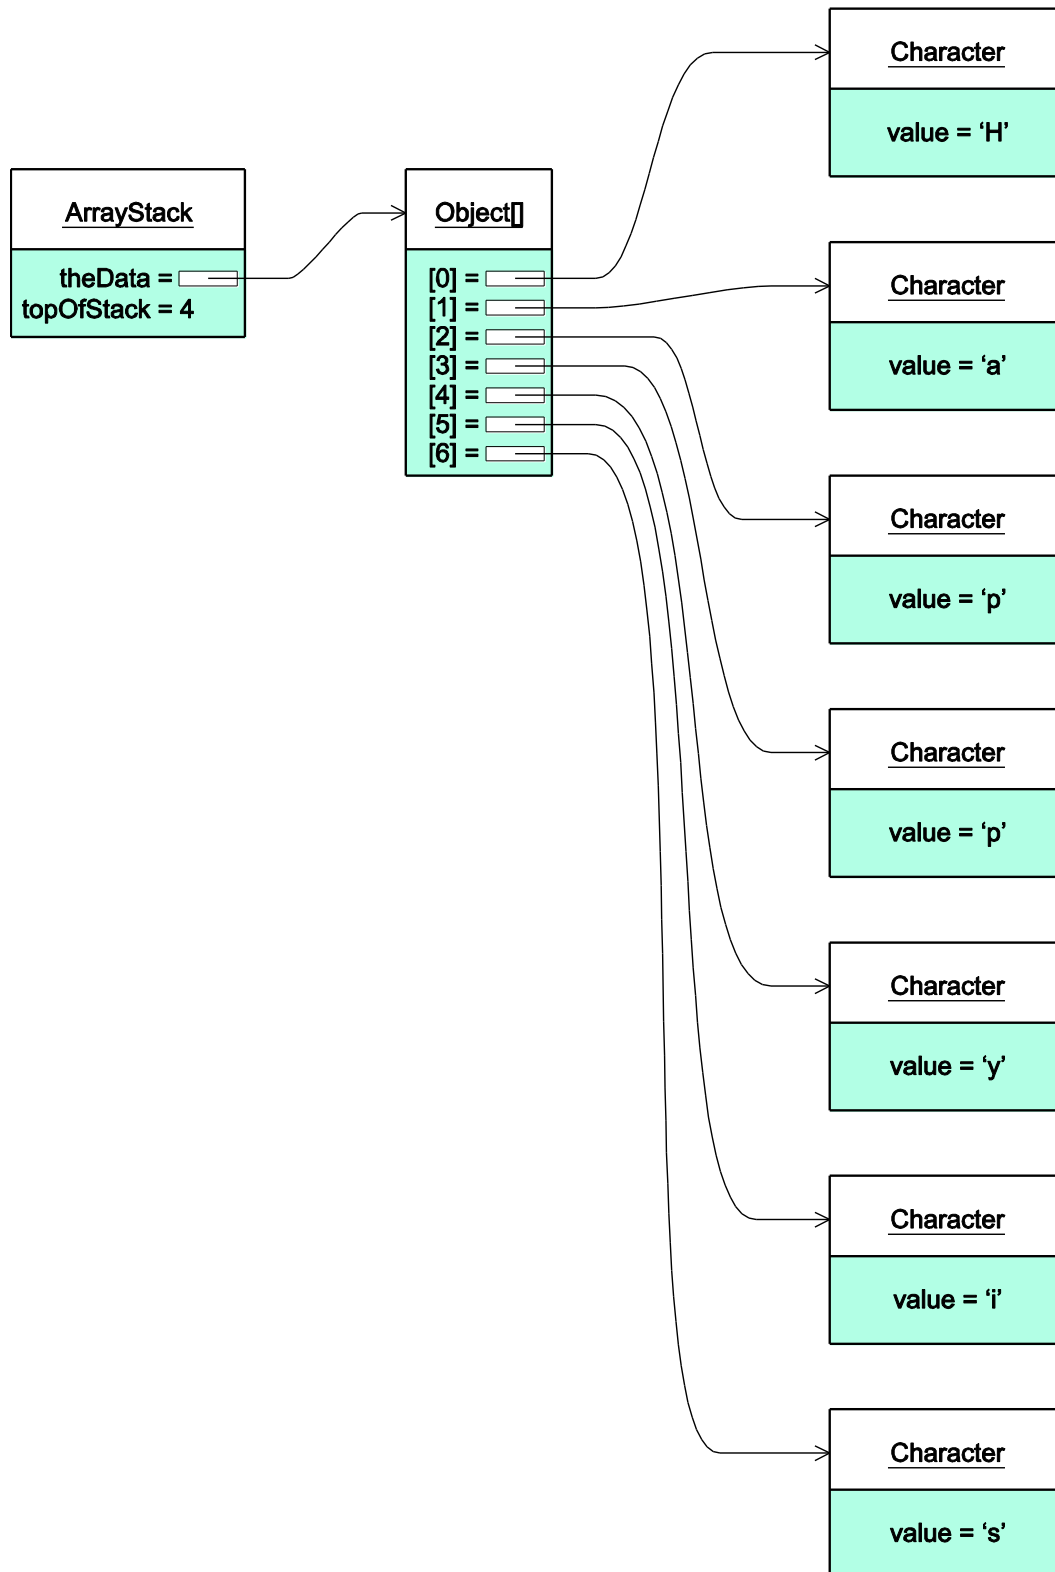 ArrayStack
theData =
topOfStack = 4
Object[]
[0] =
[1] =
[2] =
[3] =
[4] =
[5] =
[6] =
Character
value = ‘H’
Character
value = ‘a’
Character
value = ‘p’
Character
value = ‘p’
Character
value = ‘y’
Character
value = ‘i’
Character
value = ‘s’